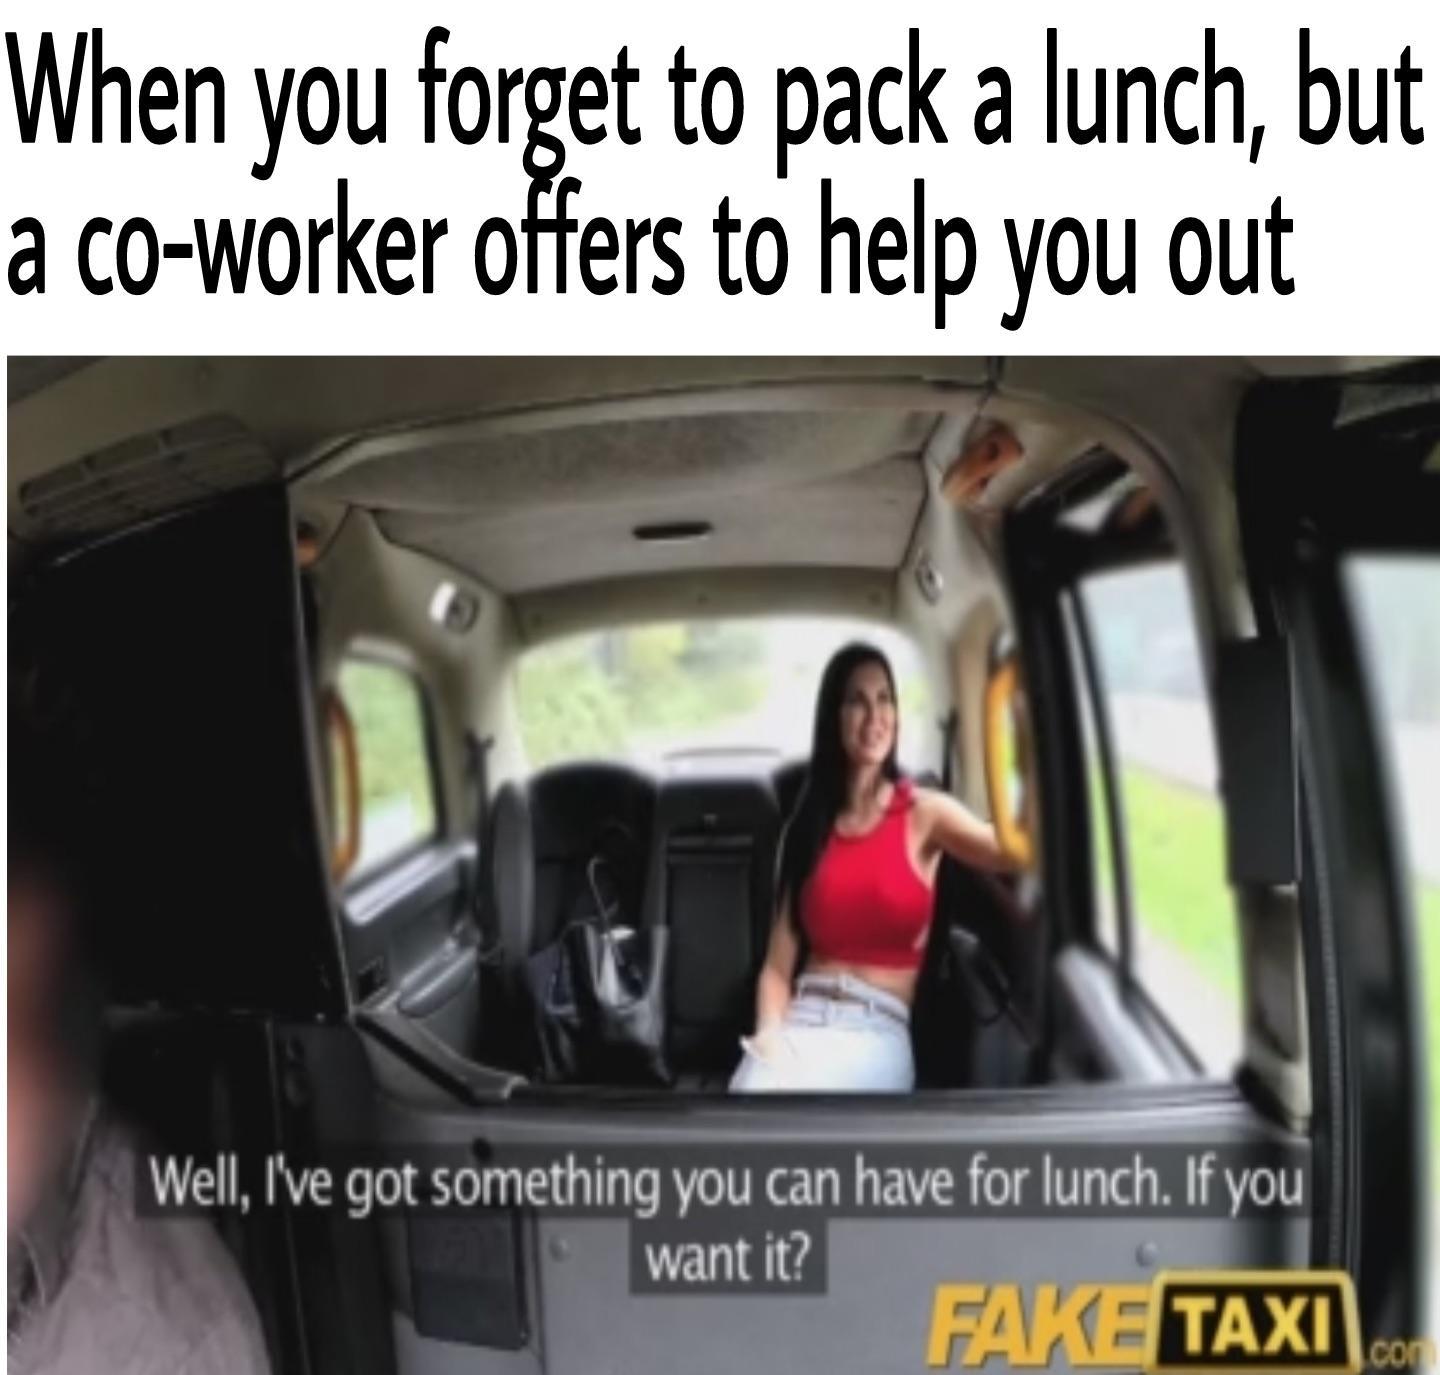 When you forget to pack a lunch, but
a co-worker offers to help you out
Well, I've got something you can have for lunch. If you
want it?
FAKE TAXI .com